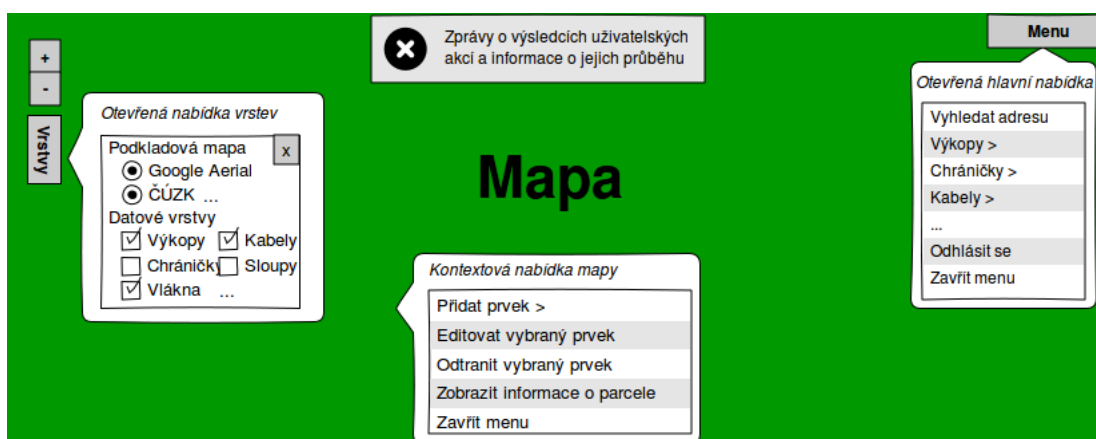 Zprávy o výsledcích uživatelských
akcí a informace o jejich průběhu
Menu
+
-
Vrstvy
Otevřená nabídka vrstev
Podkladová mapa
x
Google Aerial
ČÚZK ...
Datové vrstvy
Výkopy
Kabely
Chráničky
Sloupy
Vlákna ...
Mapa
Kontextová nabídka mapy
Přidat prvek >
Editovat vybraný prvek
Odtranit vybraný prvek
Zobrazit informace o parcele
Zavřít menu
Otevřená hlavní nabídka
Vyhledat adresu
Výkopy >
Chráničky >
Kabely >
...
Odhlásit se
Zavřít menu